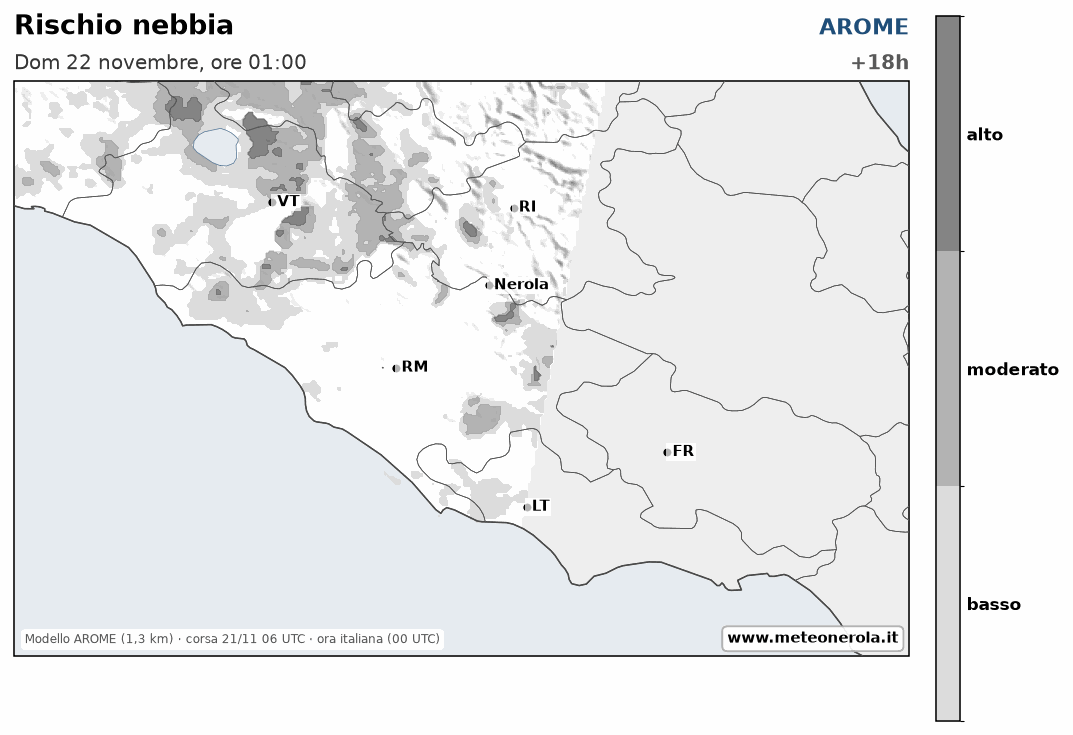 Rischio nebbia
AROME
Dom 22 novembre, ore 01:00
+18h
alto
VT
RI
Nerola
moderato
RM
FR
LT
basso
Modello AROME (1,3 km) · corsa 21/11 06 UTC · ora italiana (00 UTC)
www.meteonerola.it